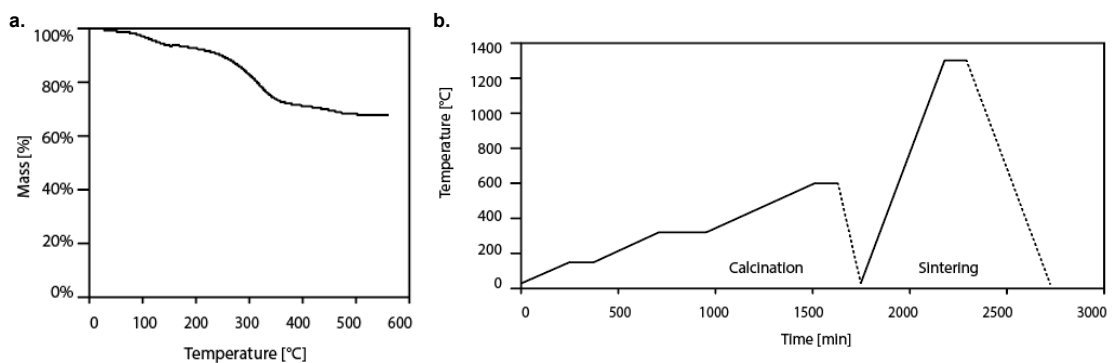 a.
100%
80%
60%
40%
20%
0%
Mass [%]
0 100 200 300 400 500 600
Temperature [°C]
b.
1400
1200
1000
800
600
400
200
0
Temperature [°C]
Calcination Sintering
0 500 1000 1500 2000 2500 3000
Time [min]